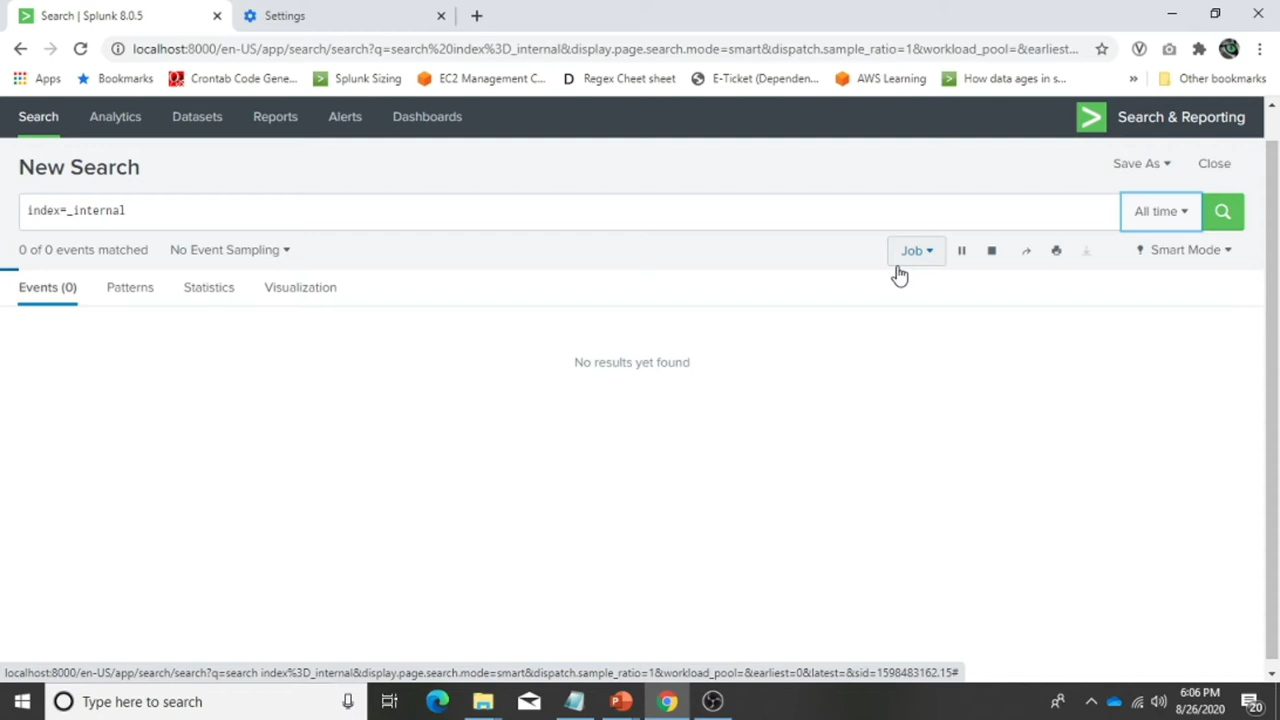 Search | Splunk 8.0.5
Settings
localhost:8000/en-US/app/search/search?q=search%20index%3D_internal&display.page.search.mode=smart&dispatch.sample_ratio=1&workload_pool=&earliest...
Apps
Bookmarks
Crontab Code Gene...
Splunk Sizing
EC2 Management C...
Regex Cheet sheet
E-Ticket (Dependen...
AWS Learning
How data ages in s...
»
Other bookmarks
Search
Analytics
Datasets
Reports
Alerts
Dashboards
Search & Reporting
New Search
Save As
Close
index=_internal
All time
0 of 0 events matched
No Event Sampling
Job
Smart Mode
Events (0)
Patterns
Statistics
Visualization
No results yet found
localhost:8000/en-US/app/search/search?q=search index%3D_internal&display.page.search.mode=smart&dispatch.sample_ratio=1&workload_pool=&earliest=0&latest=&sid=1598483162.15#
Type here to search
6:06 PM
8/26/2020
20